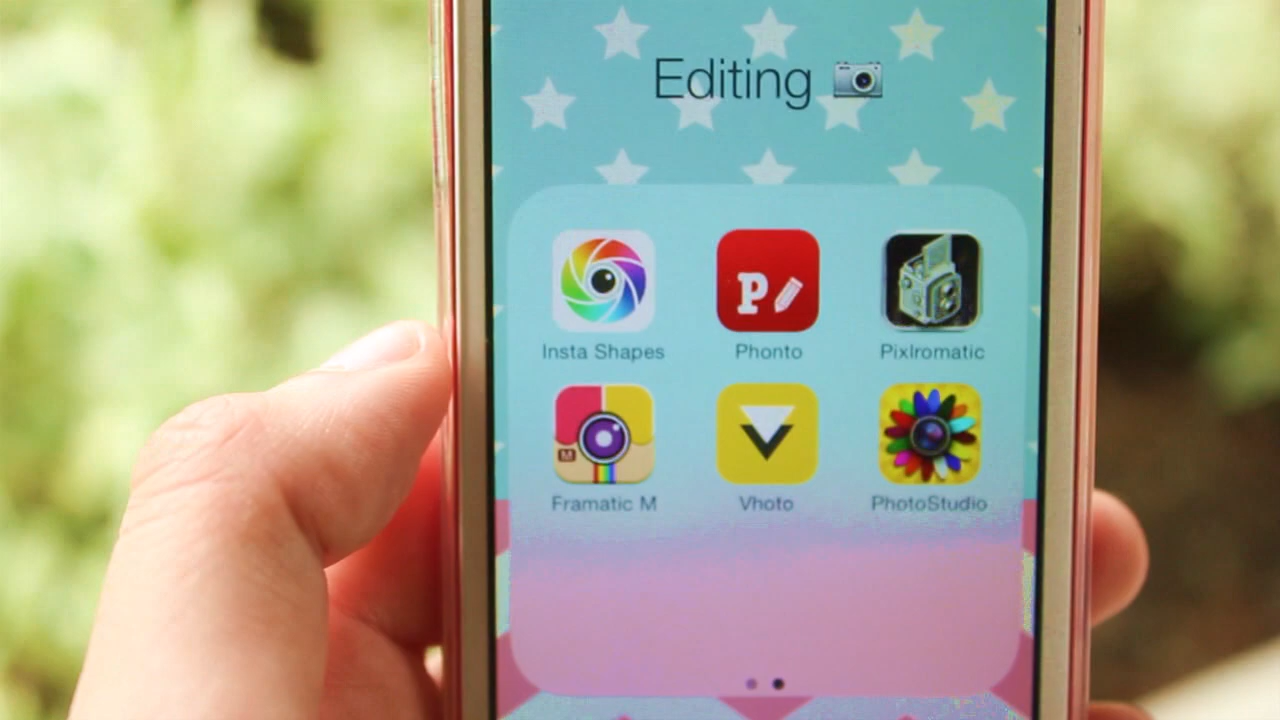 Editing 📷
P
Insta Shapes Phonto Pixlromatic
M
Framatic M Vhoto PhotoStudio